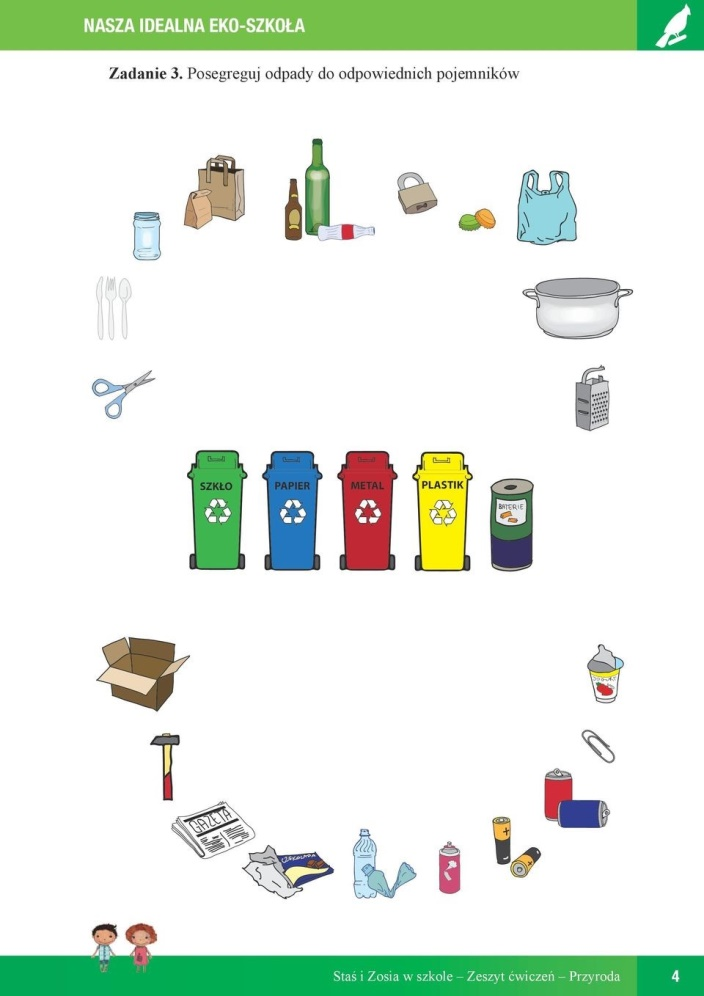 NASZA IDEALNA EKO-SZKOŁA
Zadanie 3. Posegreguj odpady do odpowiednich pojemników
SZKŁO
PAPIER
METAL
PLASTIK
BATERIE
GAZETA
CZEKOLADA
Staś i Zosia w szkole – Zeszyt ćwiczeń – Przyroda
4